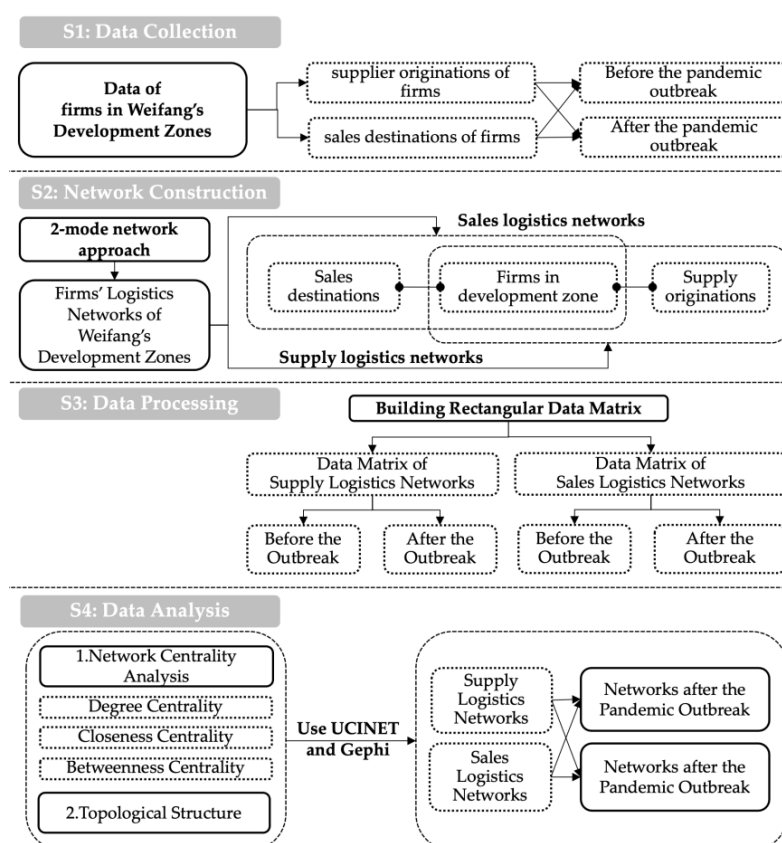 S1: Data Collection
Data of
firms in Weifang's
Development Zones
supplier originations of
firms
sales destinations of firms
Before the pandemic
outbreak
After the pandemic
outbreak
S2: Network Construction
2-mode network
approach
Firms' Logistics
Networks of
Weifang's
Development Zones
Sales logistics networks
Sales
destinations
Firms in
development zone
Supply
originations
Supply logistics networks
S3: Data Processing
Building Rectangular Data Matrix
Data Matrix of
Supply Logistics Networks
Data Matrix of
Sales Logistics Networks
Before the
Outbreak
After the
Outbreak
Before the
Outbreak
After the
Outbreak
S4: Data Analysis
1.Network Centrality
Analysis
Degree Centrality
Closeness Centrality
Betweenness Centrality
2.Topological Structure
Use UCINET
and Gephi
Supply
Logistics
Networks
Sales
Logistics
Networks
Networks after the
Pandemic Outbreak
Networks after the
Pandemic Outbreak